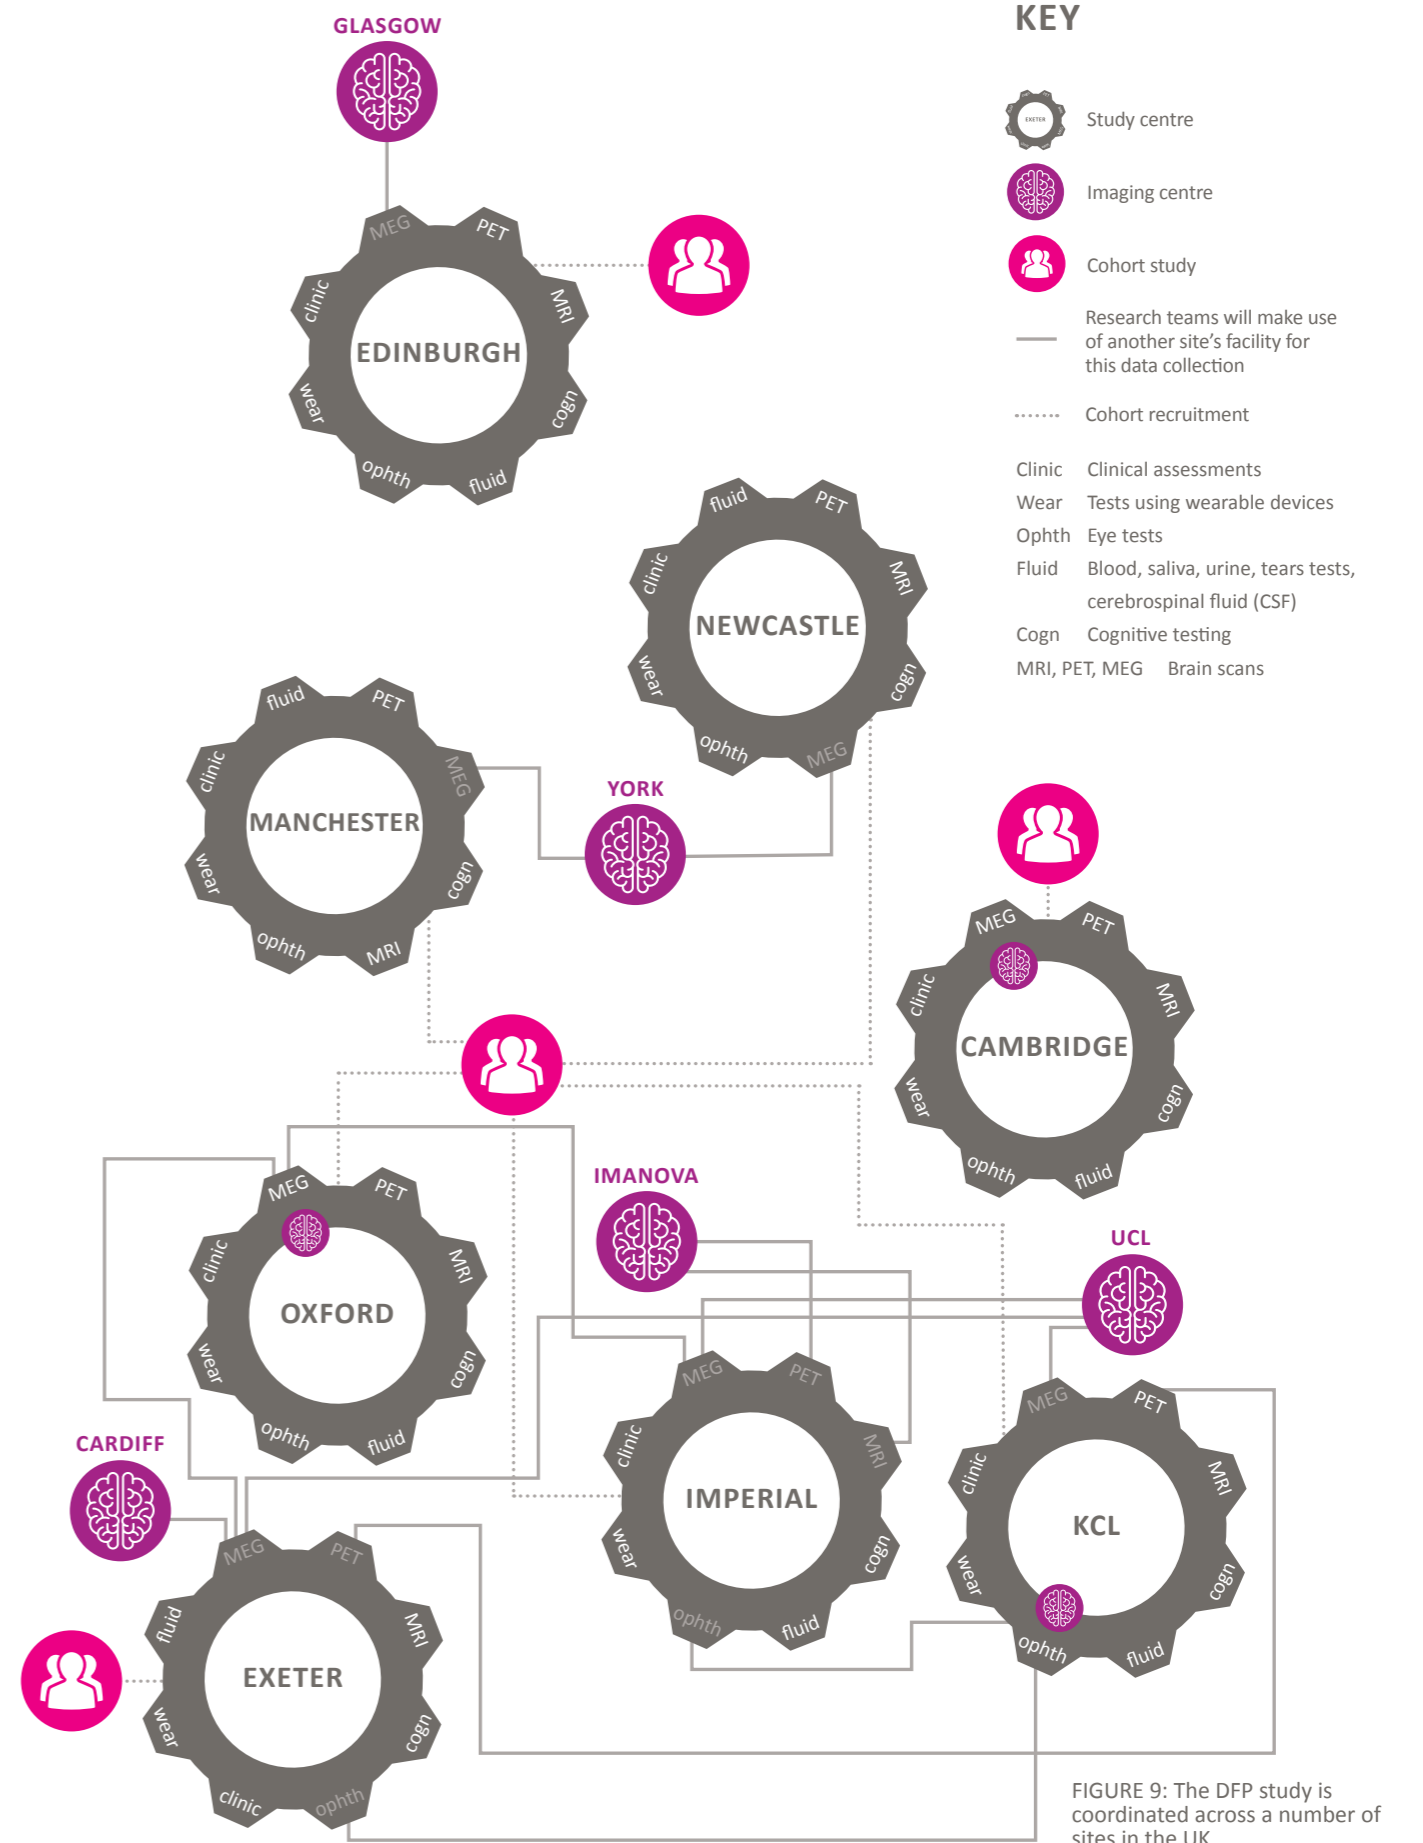 KEY
EXETER
Study centre
Imaging centre
Cohort study
Research teams will make use
of another site's facility for
this data collection
Cohort recruitment
Clinic Clinical assessments
Wear Tests using wearable devices
Ophth Eye tests
Fluid Blood, saliva, urine, tears tests,
cerebrospinal fluid (CSF)
Cogn Cognitive testing
MRI, PET, MEG Brain scans
GLASGOW
MEG
PET
MRI
cogn
fluid
ophth
wear
clinic
EDINBURGH
fluid
PET
MRI
cogn
MEG
ophth
wear
clinic
NEWCASTLE
fluid
PET
MEG
cogn
MRI
ophth
wear
clinic
MANCHESTER
YORK
MEG
PET
MRI
cogn
fluid
ophth
wear
clinic
CAMBRIDGE
MEG
PET
MRI
cogn
fluid
ophth
wear
clinic
OXFORD
IMANOVA
UCL
MEG
PET
MRI
cogn
fluid
ophth
wear
clinic
IMPERIAL
MEG
PET
MRI
cogn
fluid
ophth
wear
clinic
KCL
CARDIFF
MEG
PET
MRI
cogn
ophth
clinic
wear
fluid
EXETER
FIGURE 9: The DFP study is
coordinated across a number of
sites in the UK